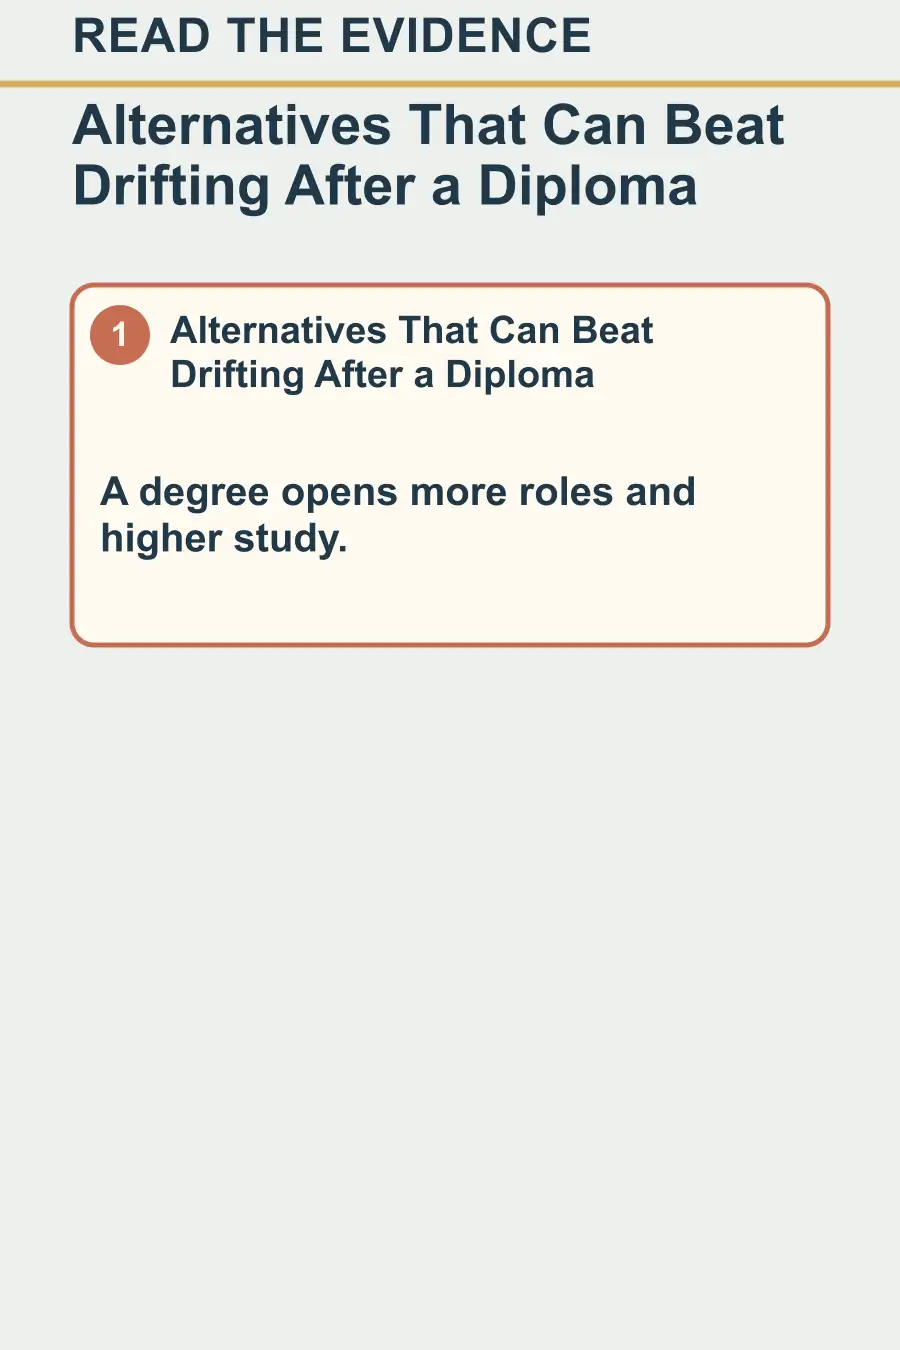 READ THE EVIDENCE
Alternatives That Can Beat
Drifting After a Diploma
1
Alternatives That Can Beat
Drifting After a Diploma
A degree opens more roles and
higher study.